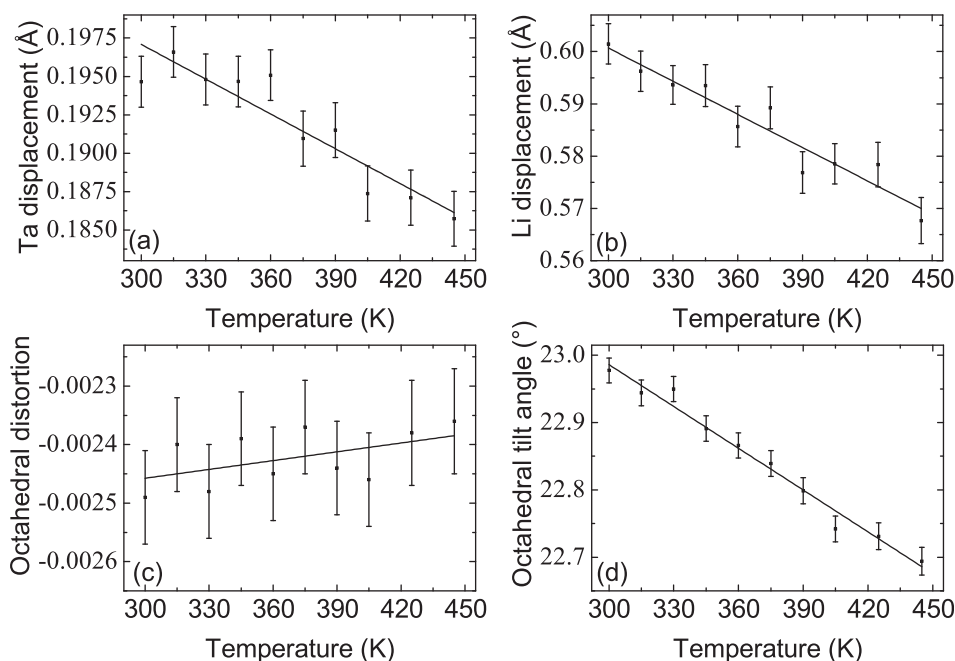 Ta displacement (Å)
0.1975
0.1950
0.1925
0.1900
0.1875
0.1850
(a)
300 330 360 390 420 450
Temperature (K)
Li displacement (Å)
0.60
0.59
0.58
0.57
0.56
(b)
300 330 360 390 420 450
Temperature (K)
Octahedral distortion
-0.0023
-0.0024
-0.0025
-0.0026
(c)
300 330 360 390 420 450
Temperature (K)
Octahedral tilt angle (°)
23.0
22.9
22.8
22.7
(d)
300 330 360 390 420 450
Temperature (K)